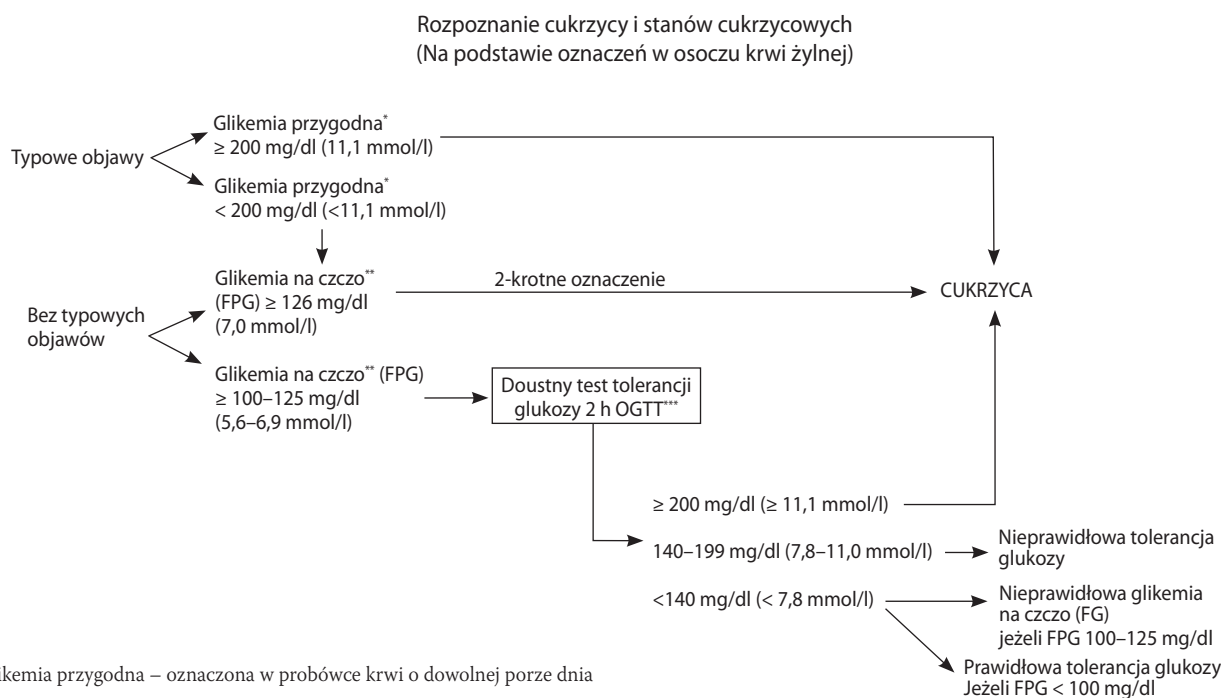 Rozpoznanie cukrzycy i stanów cukrzycowych
(Na podstawie oznaczeń w osoczu krwi żylnej)
Typowe objawy
Glikemia przygodna*
≥ 200 mg/dl (11,1 mmol/l)
Glikemia przygodna*
< 200 mg/dl (<11,1 mmol/l)
Bez typowych
objawów
Glikemia na czczo**
(FPG) ≥ 126 mg/dl
(7,0 mmol/l)
2-krotne oznaczenie
CUKRZYCA
Glikemia na czczo** (FPG)
≥ 100–125 mg/dl
(5,6–6,9 mmol/l)
Doustny test tolerancji
glukozy 2 h OGTT***
≥ 200 mg/dl (≥ 11,1 mmol/l)
140–199 mg/dl (7,8–11,0 mmol/l)
Nieprawidłowa tolerancja
glukozy
<140 mg/dl (< 7,8 mmol/l)
Nieprawidłowa glikemia
na czczo (FG)
jeżeli FPG 100–125 mg/dl
Prawidłowa tolerancja glukozy
Jeżeli FPG < 100 mg/dl
likemia przygodna – oznaczona w probówce krwi o dowolnej porze dnia